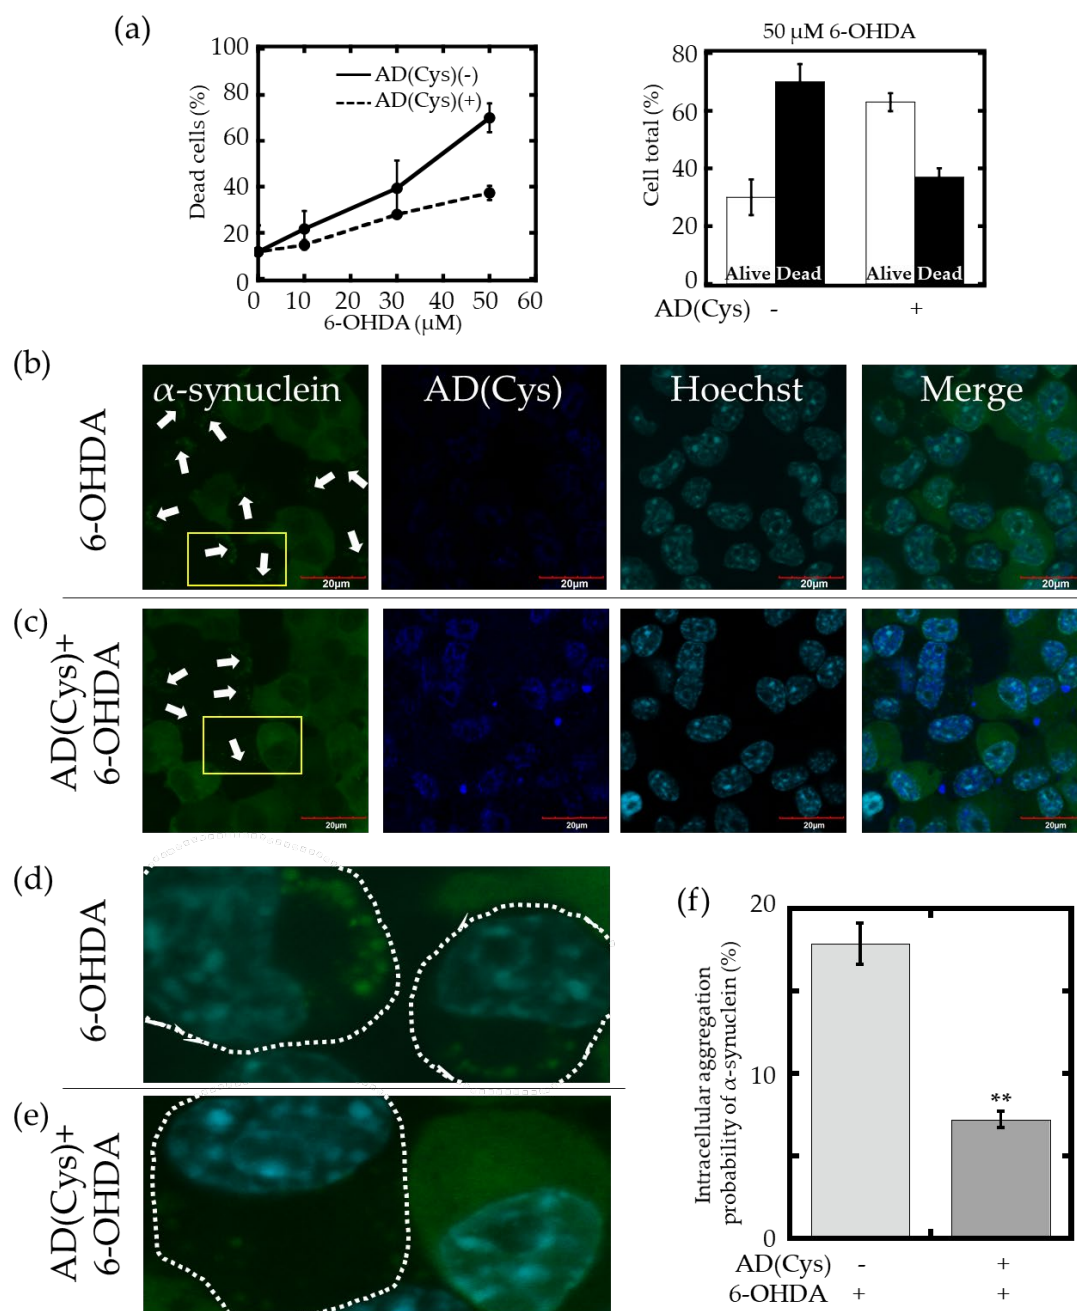 (a)
100
80
60
40
20
0
Dead cells (%)
AD(Cys)(-)
AD(Cys)(+)
0 10 20 30 40 50 60
6-OHDA (μM)
50 μM 6-OHDA
80
60
40
20
0
Cell total (%)
Alive Dead Alive Dead
AD(Cys) - +
(b)
6-OHDA
α-synuclein
AD(Cys)
Hoechst
Merge
20μm
20μm
20μm
20μm
(c)
AD(Cys)+
6-OHDA
20μm
20μm
20μm
20μm
(d)
6-OHDA
(e)
AD(Cys)+
6-OHDA
(f)
20
10
0
Intracellular aggregation
probability of α-synuclein (%)
**
AD(Cys) - +
6-OHDA + +